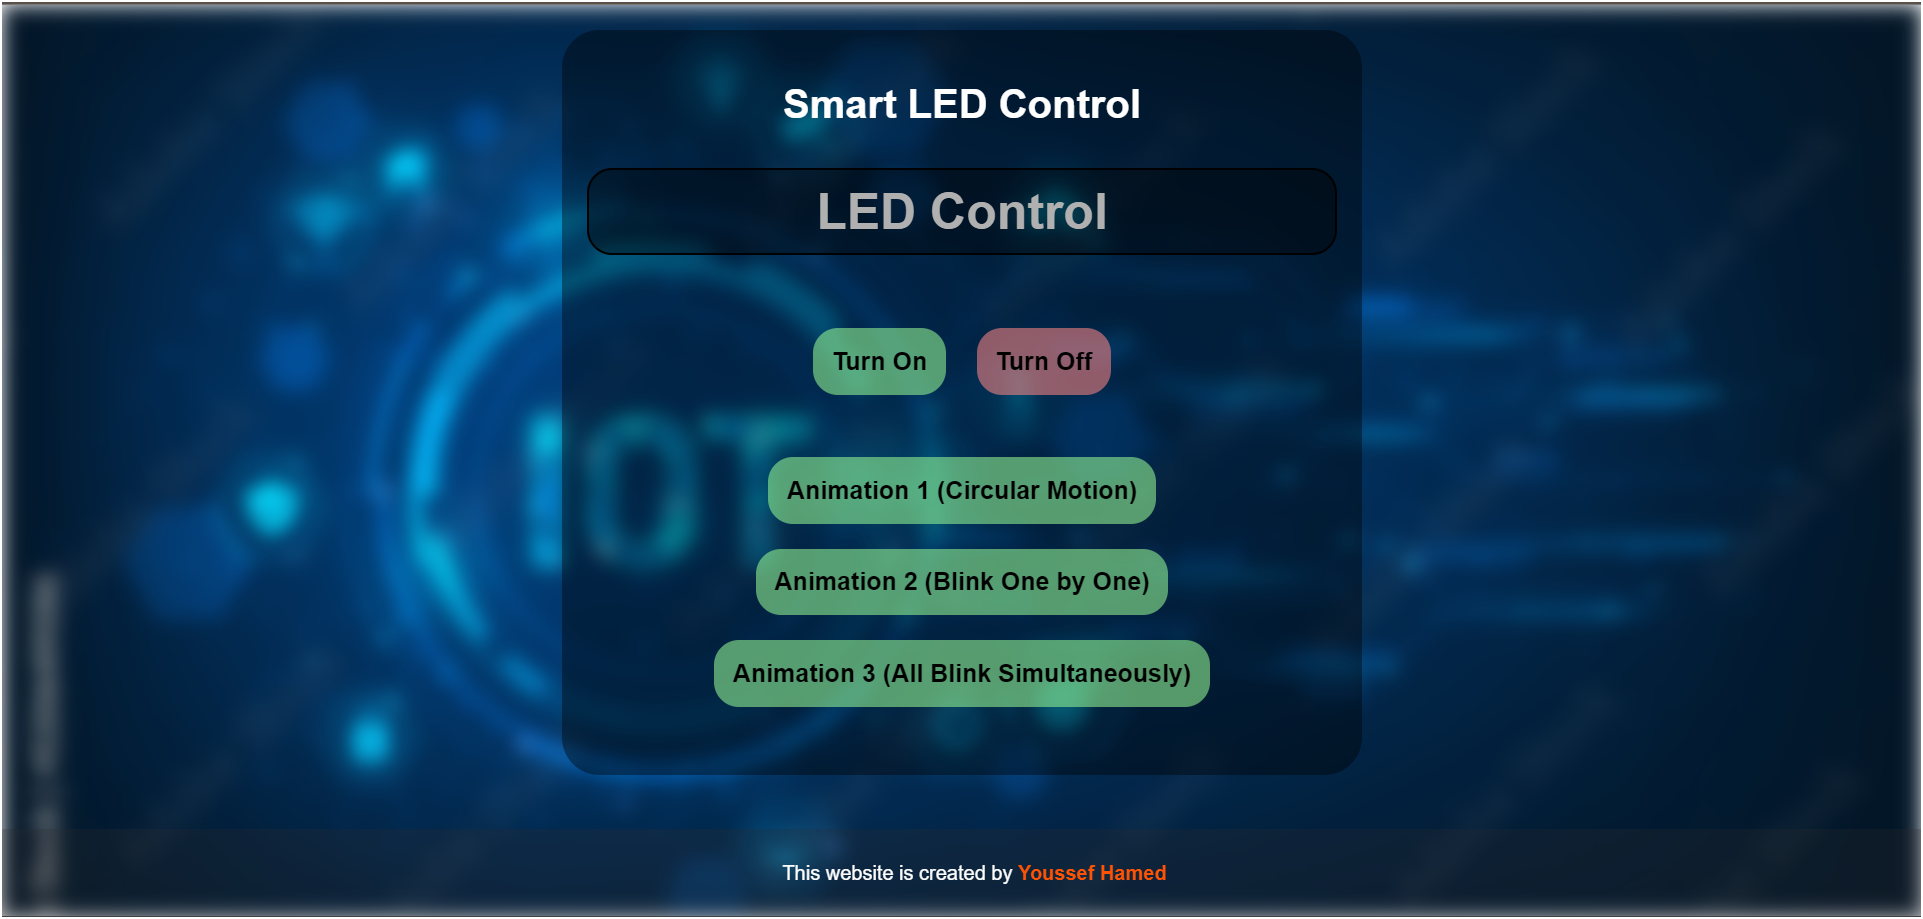 Smart LED Control
LED Control
Turn On
Turn Off
IOT
Animation 1 (Circular Motion)
Animation 2 (Blink One by One)
Animation 3 (All Blink Simultaneously)
This website is created by Youssef Hamed